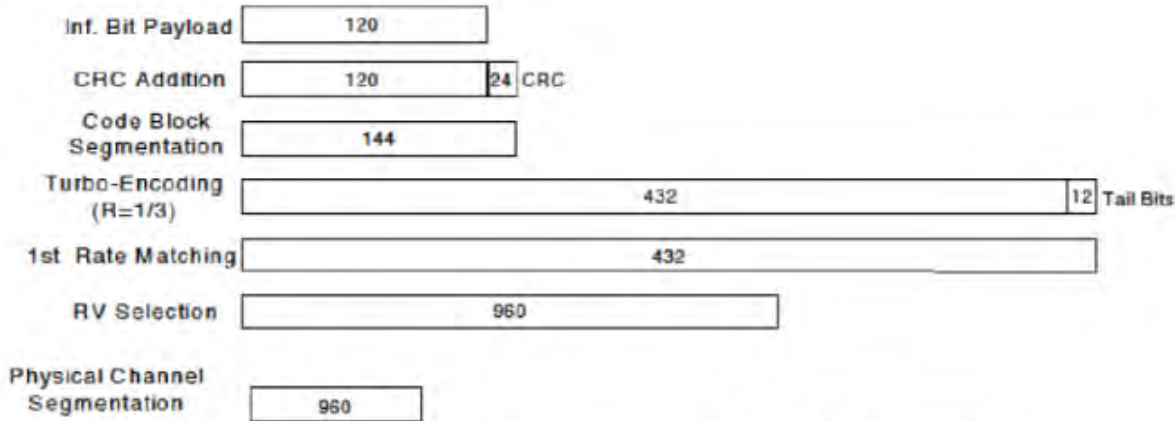 Inf. Bit Payload 120
CRC Addition 120 24 CRC
Code Block
Segmentation 144
Turbo-Encoding
(R=1/3) 432 12 Tail Bits
1st Rate Matching 432
RV Selection 960
Physical Channel
Segmentation 960